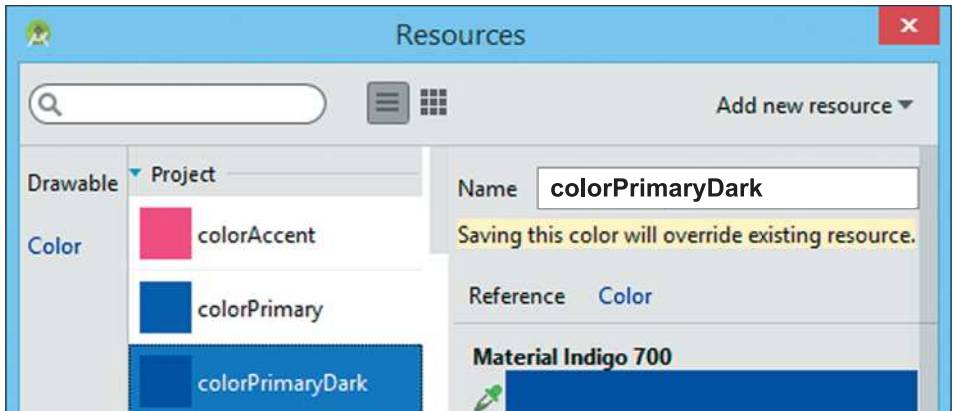 Resources
Add new resource
Drawable
Color
Project
colorAccent
colorPrimary
colorPrimaryDark
Name colorPrimaryDark
Saving this color will override existing resource.
Reference Color
Material Indigo 700